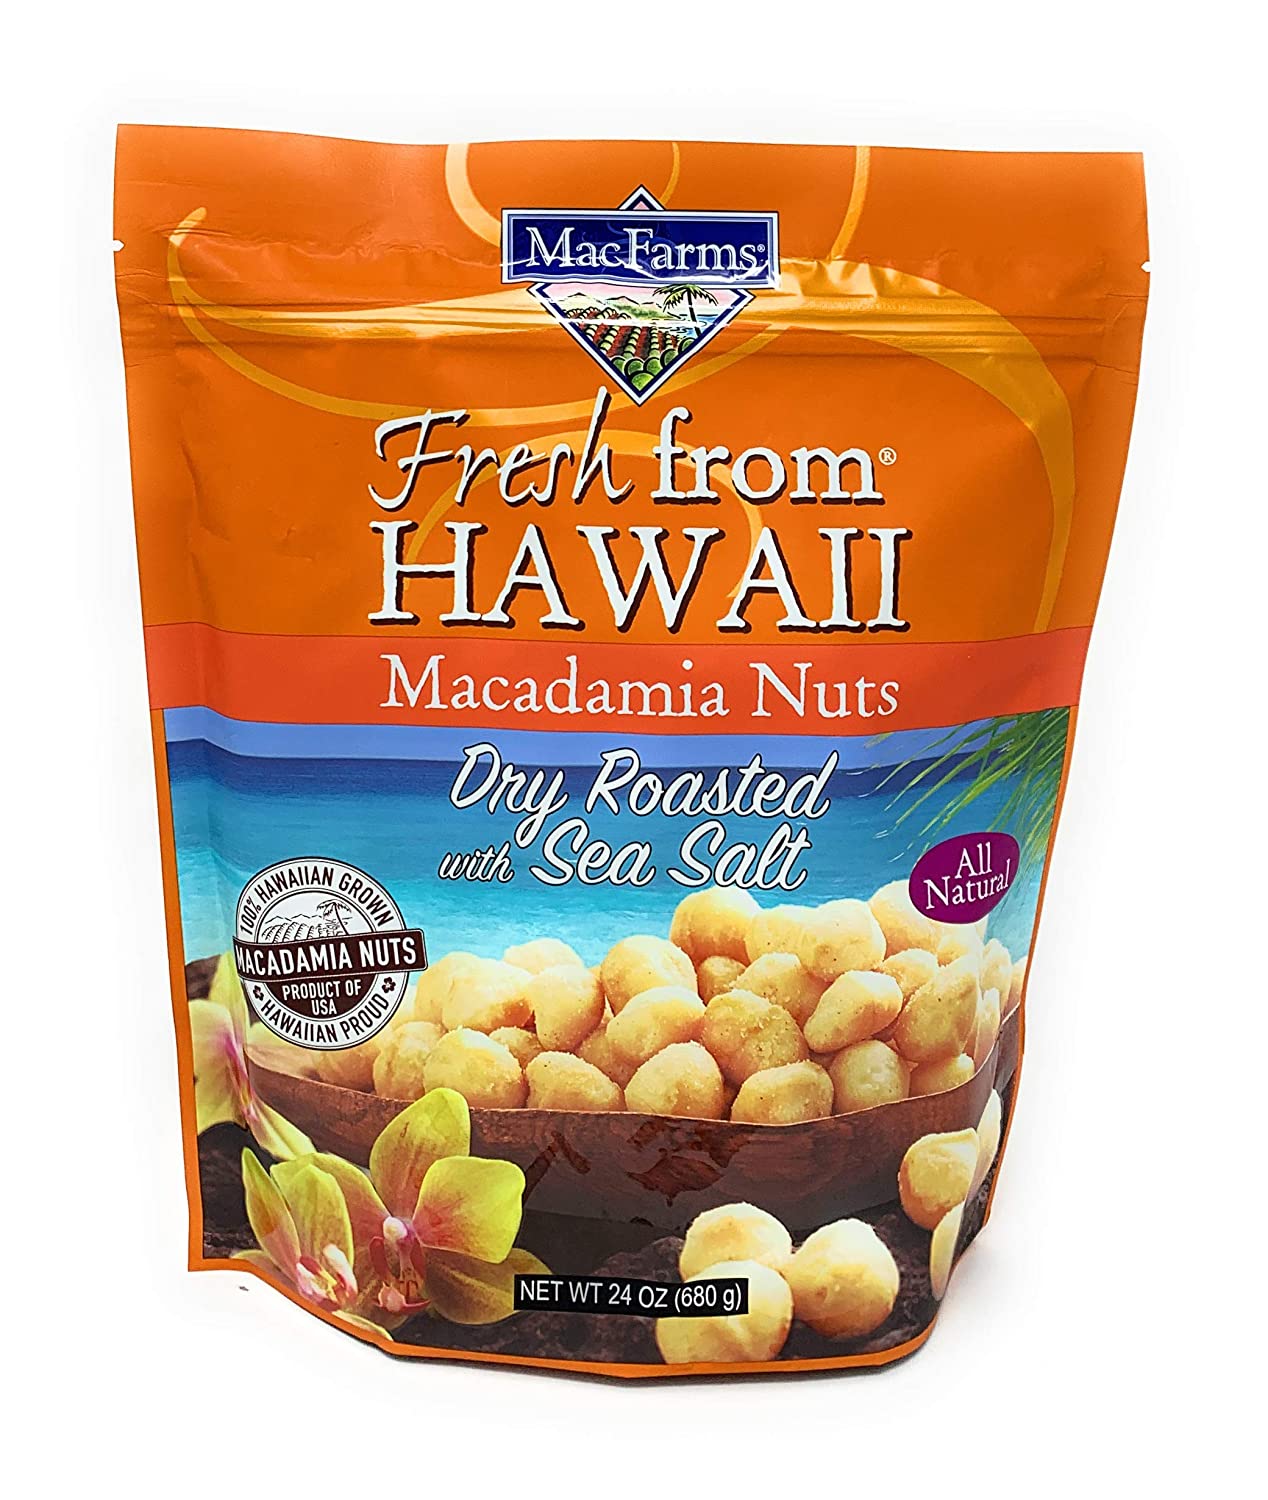 MacFarms®
Fresh from®
HAWAII
Macadamia Nuts
Dry Roasted
with Sea Salt
All
Natural
100% HAWAIIAN GROWN
MACADAMIA NUTS
PRODUCT OF
USA
HAWAIIAN PROUD
NET WT 24 OZ (680 g)